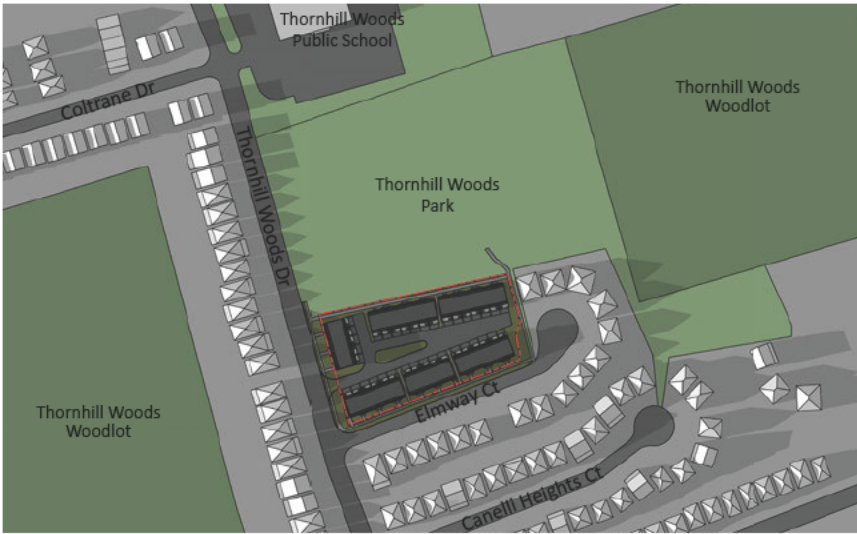 Thornhill Woods
Public School
Coltrane Dr
Thornhill Woods
Woodlot
Thornhill Woods Dr
Thornhill Woods
Park
Thornhill Woods
Woodlot
Elmway Ct
Canelli Heights Ct